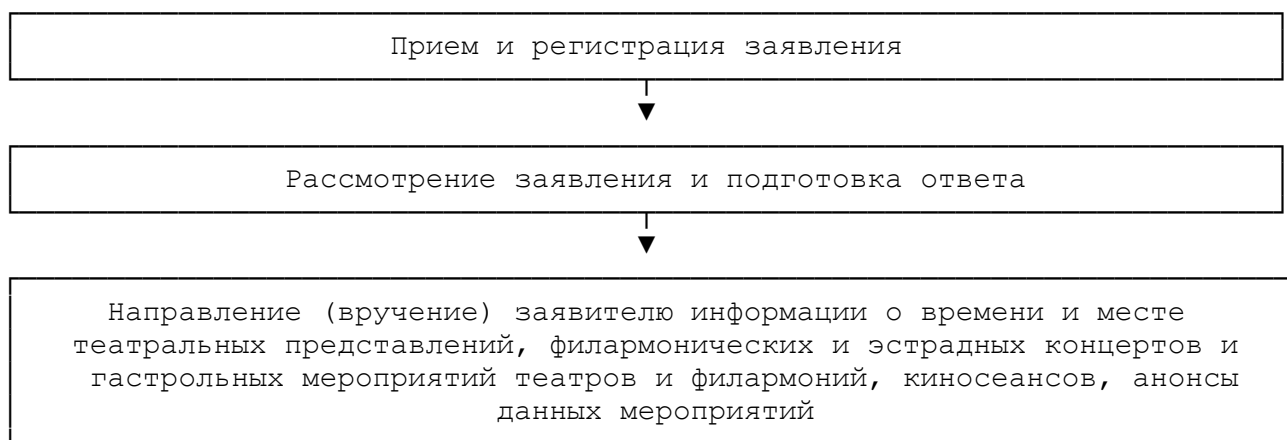 Прием и регистрация заявления
Рассмотрение заявления и подготовка ответа
Направление (вручение) заявителю информации о времени и месте
театральных представлений, филармонических и эстрадных концертов и
гастрольных мероприятий театров и филармоний, киносеансов, анонсы
данных мероприятий